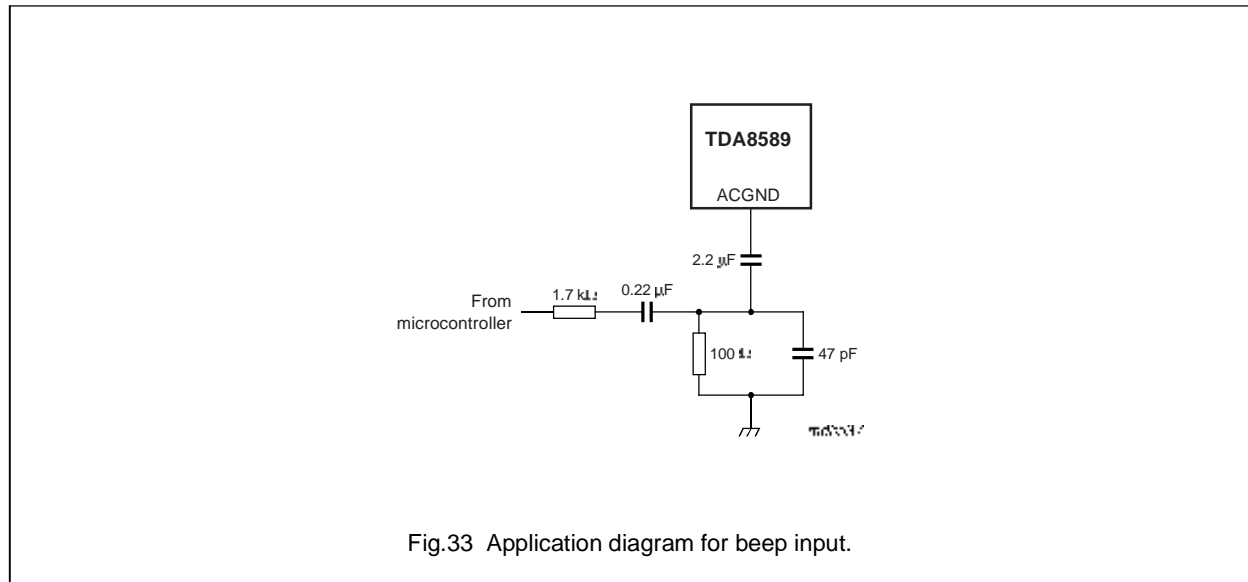 TDA8589
ACGND
2.2 μF
1.7 kΩ
0.22 μF
From
microcontroller
100 Ω
47 pF
Fig.33 Application diagram for beep input.